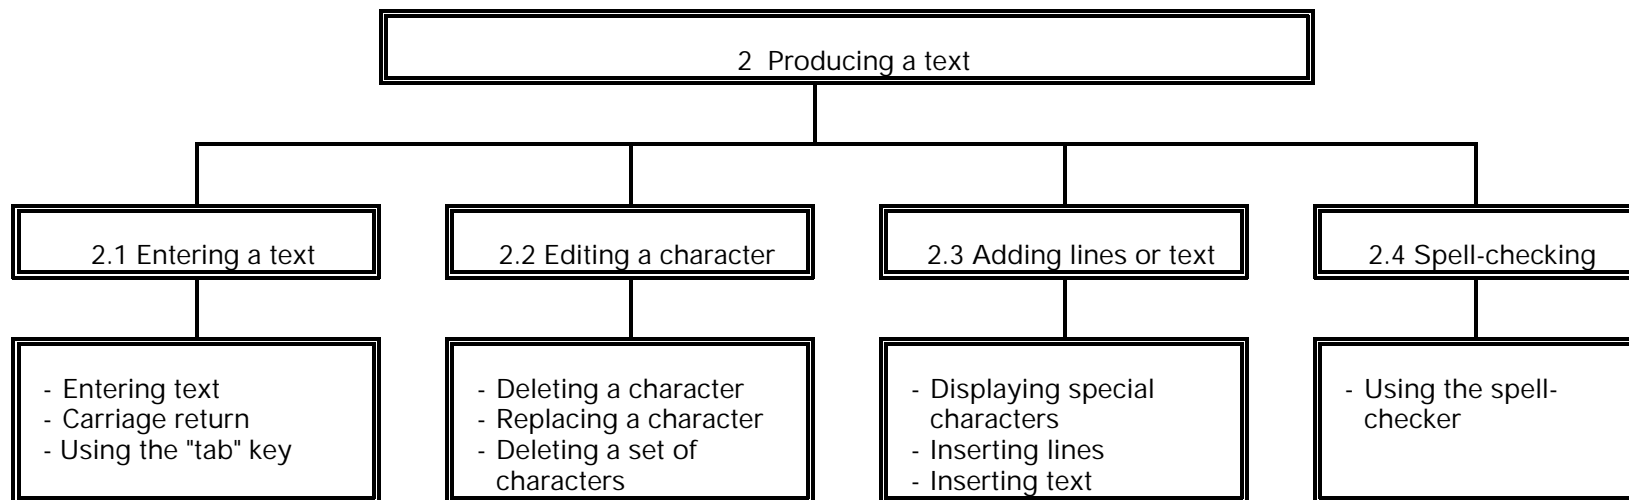 2 Producing a text
2.1 Entering a text
2.2 Editing a character
2.3 Adding lines or text
2.4 Spell-checking
- Entering text
- Carriage return
- Using the "tab" key
- Deleting a character
- Replacing a character
- Deleting a set of
characters
- Displaying special
characters
- Inserting lines
- Inserting text
- Using the spell-
checker